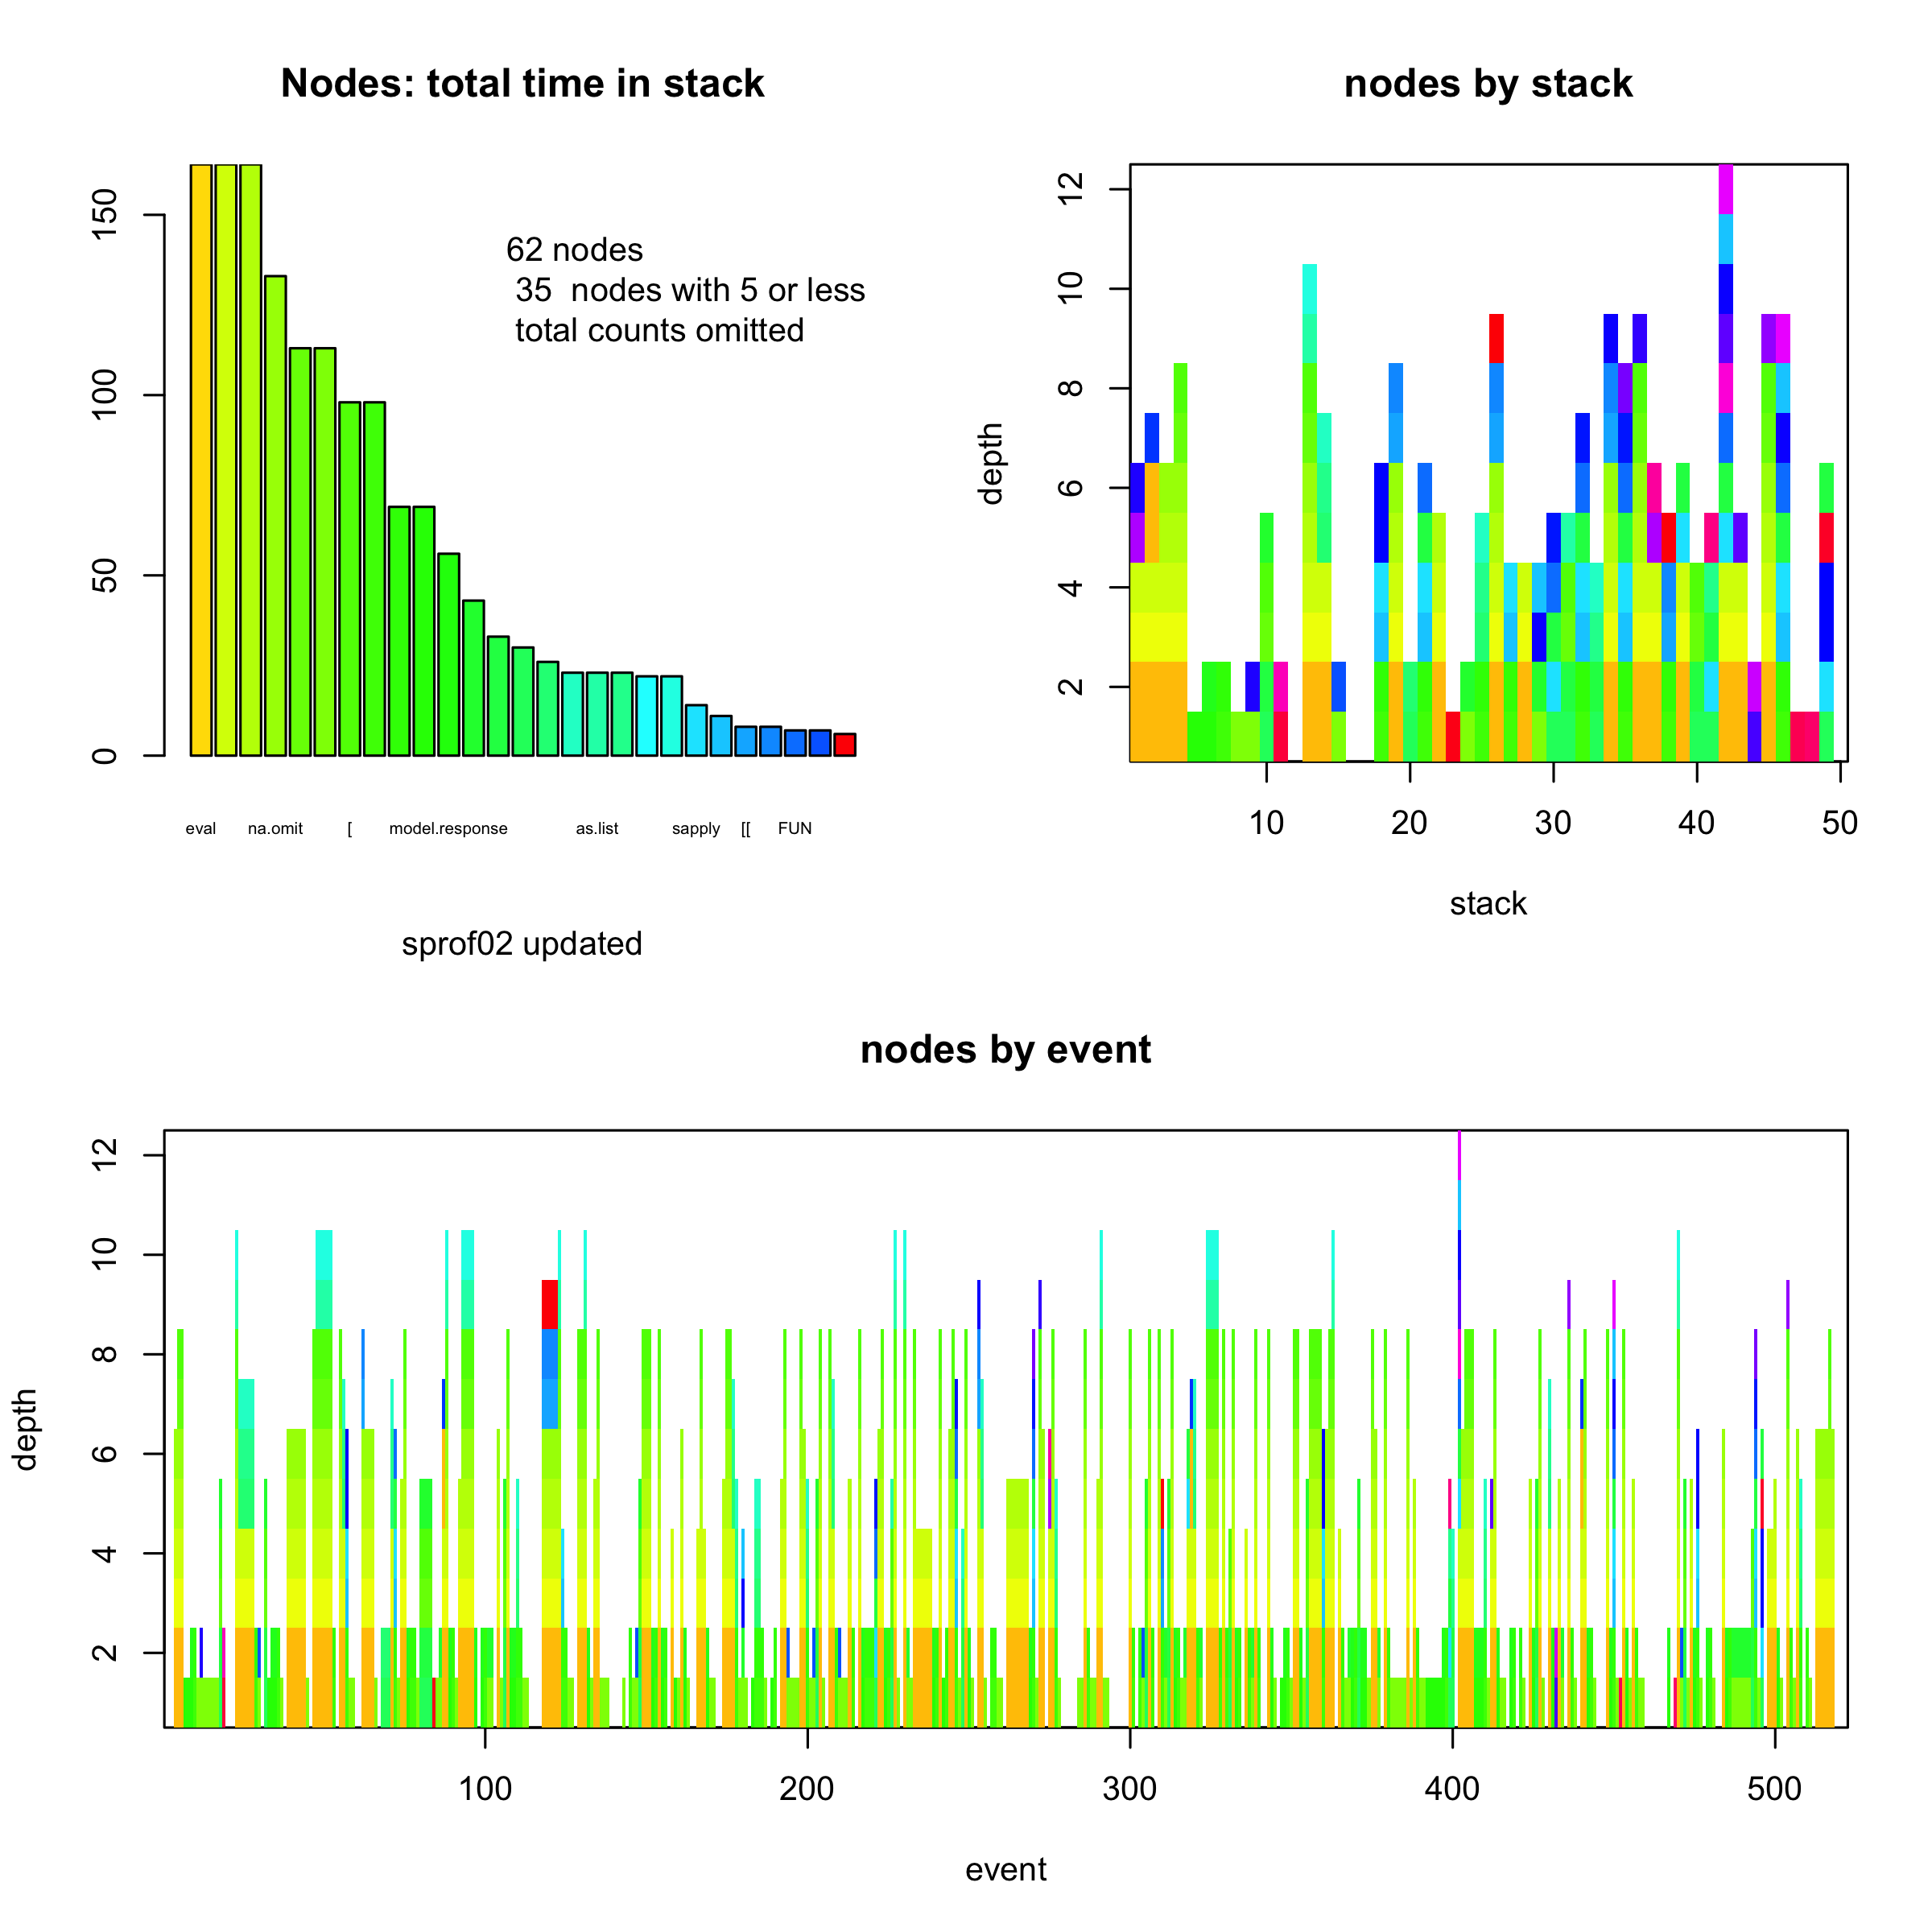 Nodes: total time in stack
150
100
50
0
62 nodes
35 nodes with 5 or less
total counts omitted
eval na.omit [ model.response as.list sapply [[ FUN
sprof02 updated
nodes by stack
12
10
8
6
4
2
depth
10 20 30 40 50
stack
nodes by event
12
10
8
6
4
2
depth
100 200 300 400 500
event